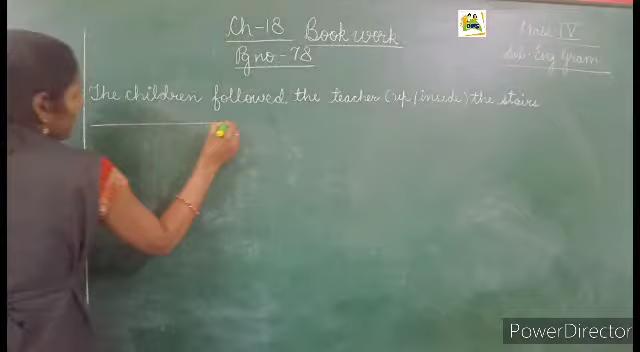 Ch-18 Book work
Class IV
Pg no-78
Sub-Eng Gram
The children followed the teacher (up/inside) the stairs
PowerDirector